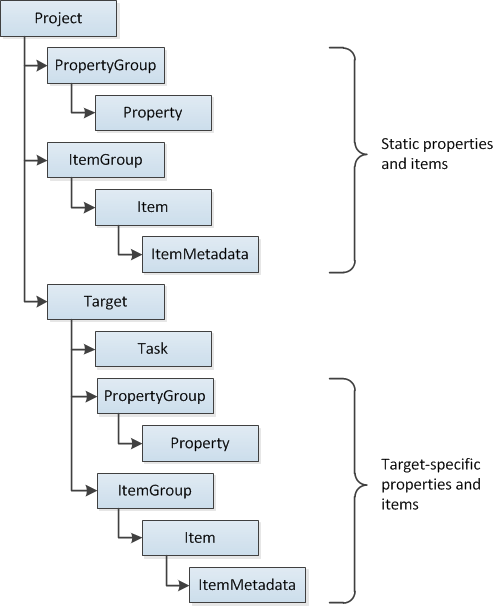 Project
PropertyGroup
Property
Static properties
and items
ItemGroup
Item
ItemMetadata
Target
Task
PropertyGroup
Property
Target-specific
properties and
items
ItemGroup
Item
ItemMetadata